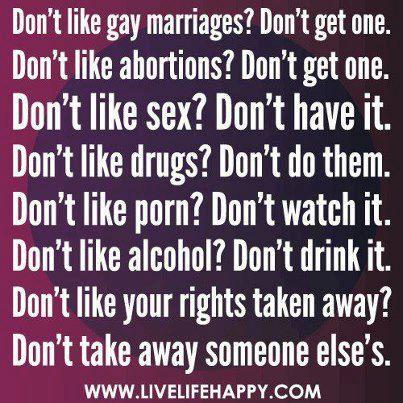 Don't like gay marriages? Don't get one.
Don't like abortions? Don't get one.
Don't like sex? Don't have it.
Don't like drugs? Don't do them.
Don't like porn? Don't watch it.
Don't like alcohol? Don't drink it.
Don't like your rights taken away?
Don't take away someone else's.
WWW.LIVELIFEHAPPY.COM